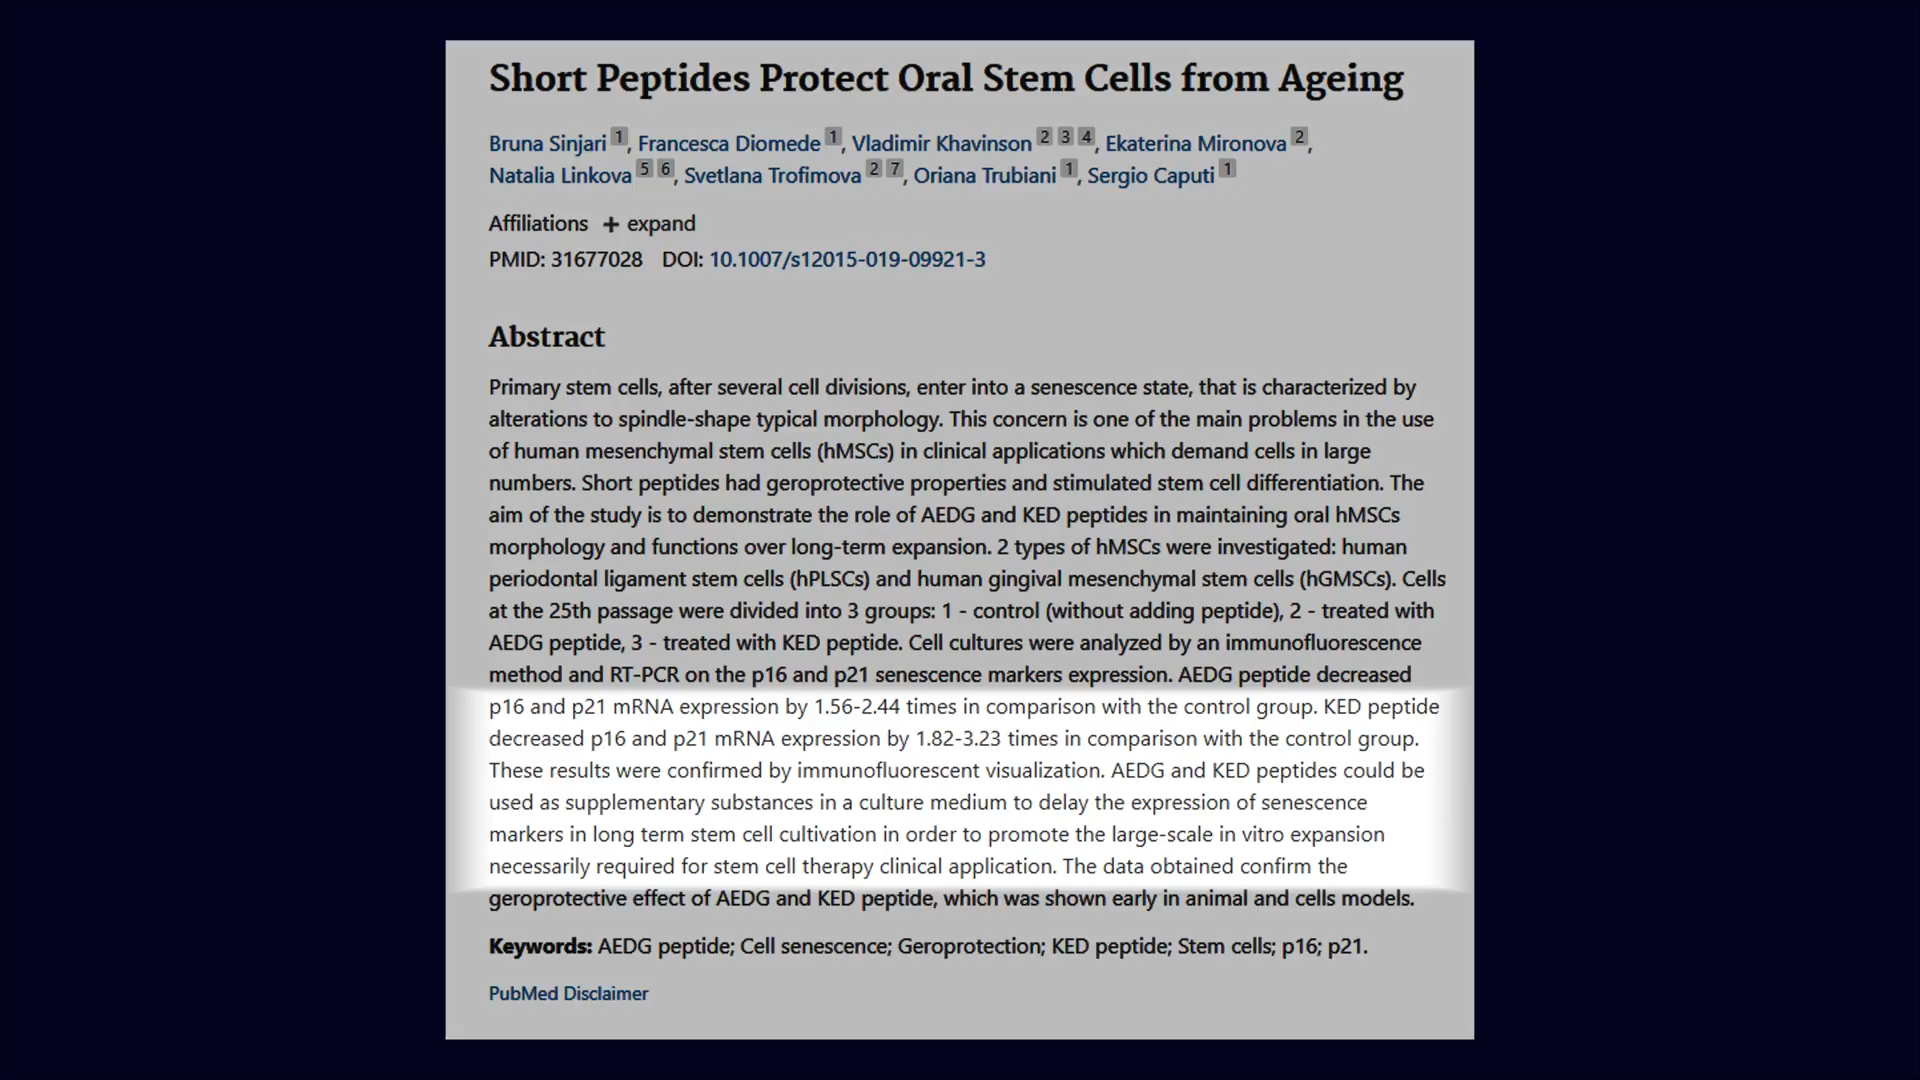 Short Peptides Protect Oral Stem Cells from Ageing
Bruna Sinjari 1, Francesca Diomede 1, Vladimir Khavinson 2 3 4, Ekaterina Mironova 2,
Natalia Linkova 5 6, Svetlana Trofimova 2 7, Oriana Trubiani 1, Sergio Caputi 1
Affiliations + expand
PMID: 31677028 DOI: 10.1007/s12015-019-09921-3
Abstract
Primary stem cells, after several cell divisions, enter into a senescence state, that is characterized by
alterations to spindle-shape typical morphology. This concern is one of the main problems in the use
of human mesenchymal stem cells (hMSCs) in clinical applications which demand cells in large
numbers. Short peptides had geroprotective properties and stimulated stem cell differentiation. The
aim of the study is to demonstrate the role of AEDG and KED peptides in maintaining oral hMSCs
morphology and functions over long-term expansion. 2 types of hMSCs were investigated: human
periodontal ligament stem cells (hPLSCs) and human gingival mesenchymal stem cells (hGMSCs). Cells
at the 25th passage were divided into 3 groups: 1 - control (without adding peptide), 2 - treated with
AEDG peptide, 3 - treated with KED peptide. Cell cultures were analyzed by an immunofluorescence
method and RT-PCR on the p16 and p21 senescence markers expression. AEDG peptide decreased
p16 and p21 mRNA expression by 1.56-2.44 times in comparison with the control group. KED peptide
decreased p16 and p21 mRNA expression by 1.82-3.23 times in comparison with the control group.
These results were confirmed by immunofluorescent visualization. AEDG and KED peptides could be
used as supplementary substances in a culture medium to delay the expression of senescence
markers in long term stem cell cultivation in order to promote the large-scale in vitro expansion
necessarily required for stem cell therapy clinical application. The data obtained confirm the
geroprotective effect of AEDG and KED peptide, which was shown early in animal and cells models.
Keywords: AEDG peptide; Cell senescence; Geroprotection; KED peptide; Stem cells; p16; p21.
PubMed Disclaimer